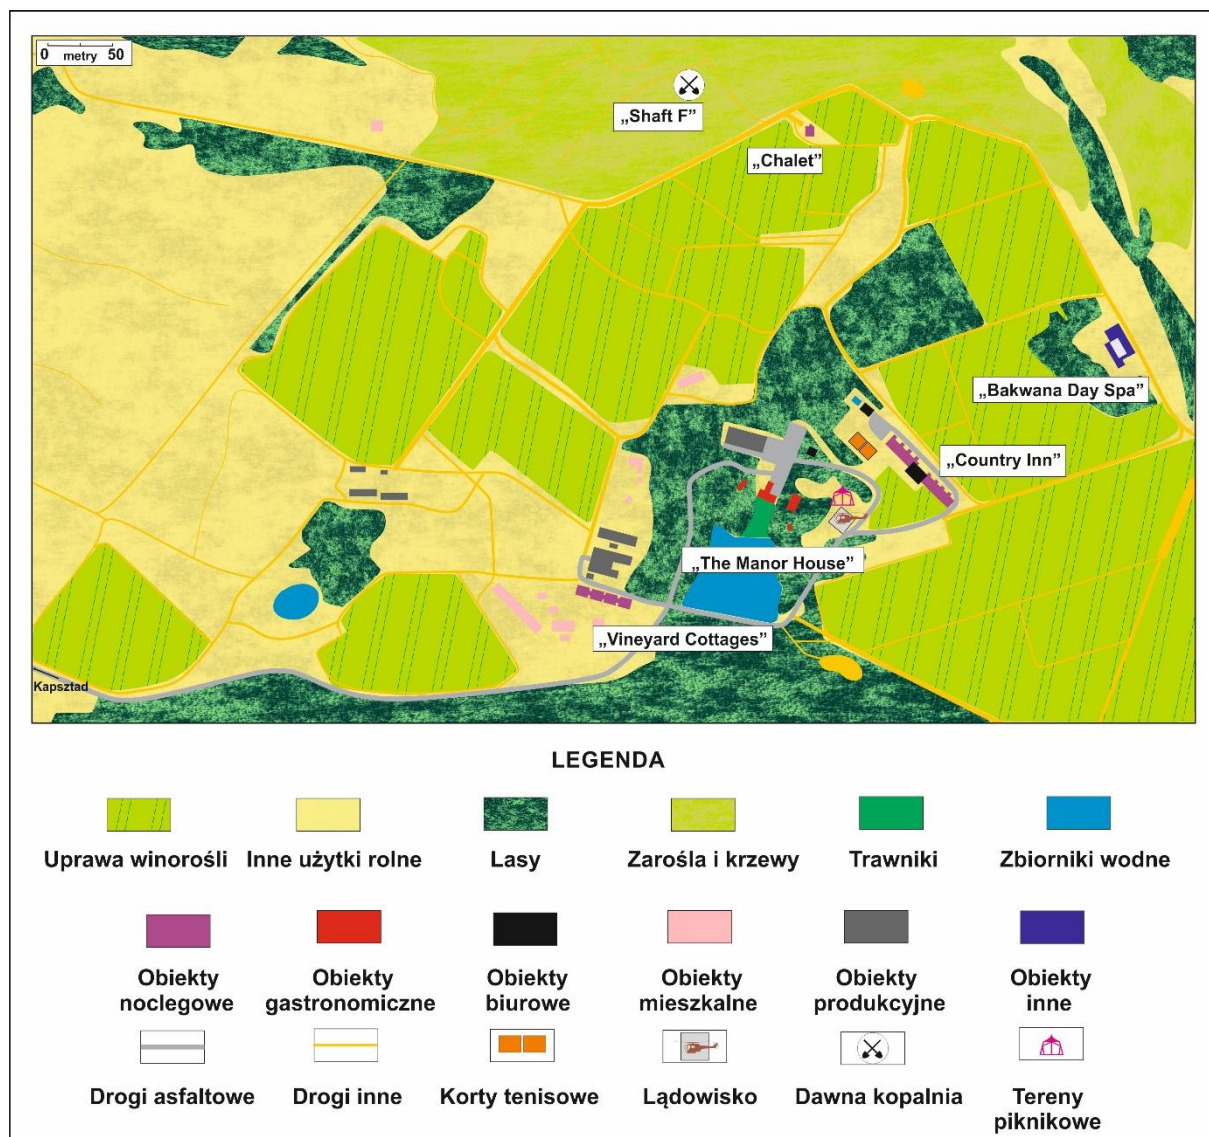 0 metry 50
„Shaft F”
„Chalet”
„Bakwana Day Spa”
„Country Inn”
„The Manor House”
„Vineyard Cottages”
Kapsztad
LEGENDA
Uprawa winorośli
Inne użytki rolne
Lasy
Zarośla i krzewy
Trawniki
Zbiorniki wodne
Obiekty
noclegowe
Obiekty
gastronomiczne
Obiekty
biurowe
Obiekty
mieszkalne
Obiekty
produkcyjne
Obiekty
inne
Drogi asfaltowe
Drogi inne
Korty tenisowe
Lądowisko
Dawna kopalnia
Tereny
piknikowe